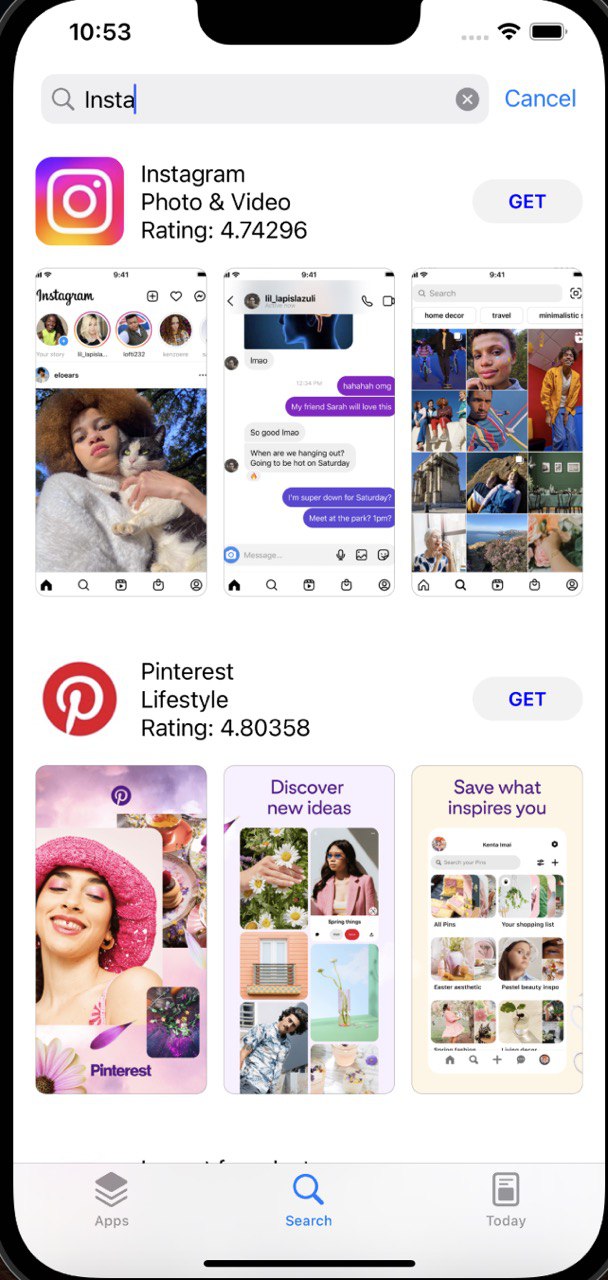 10:53
Insta
Cancel
Instagram
Photo & Video
Rating: 4.74296
GET
9:41
Instagram
Your story lil_lapisla... lofti232 kenzoere
eloears
9:41
lil_lapislazuli
Active now
lmao
12:34 PM
hahahah omg
My friend Sarah will love this
So good lmao
When are we hanging out?
Going to be hot on Saturday
🔥
I'm super down for Saturday?
Meet at the park? 1pm?
Message...
9:41
Search
home decor travel minimalistic s
Pinterest
Lifestyle
Rating: 4.80358
GET
Pinterest
Discover
new ideas
Spring things
Save what
inspires you
Kenta Imai
Search your Pins
All Pins Your shopping list
Easter aesthetic Pastel beauty inspo
Apps Search Today